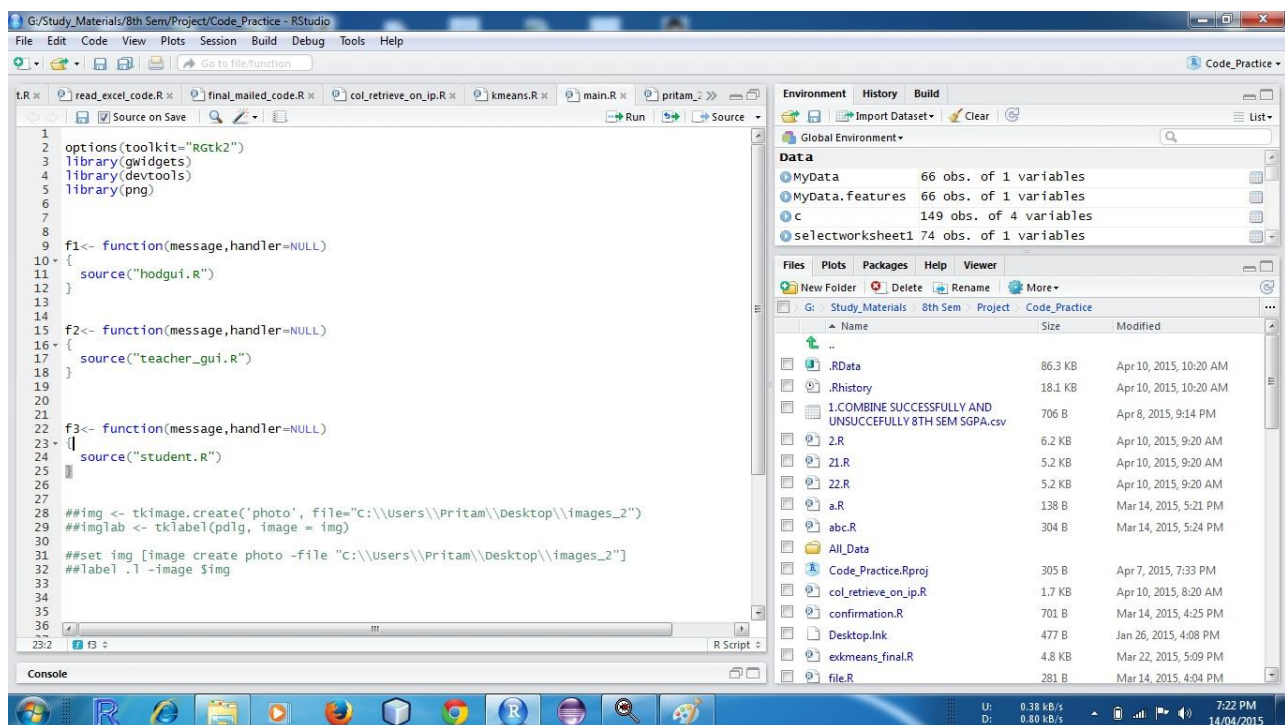 G:/Study_Materials/8th Sem/Project/Code_Practice - RStudio
File Edit Code View Plots Session Build Debug Tools Help
Go to file/function
Code_Practice
t.R × read_excel_code.R × final_mailed_code.R × col_retrieve_on_ip.R × kmeans.R × main.R × pritam_2 »
Source on Save Run Source
1
2 options(toolkit="RGtk2")
3 library(gwidgets)
4 library(devtools)
5 library(png)
6
7
8
9 f1<- function(message,handler=NULL)
10 {
11 source("hodgui.R")
12 }
13
14
15 f2<- function(message,handler=NULL)
16 {
17 source("teacher_gui.R")
18 }
19
20
21
22 f3<- function(message,handler=NULL)
23 {
24 source("student.R")
25 }
26
27
28 ##img <- tkimage.create('photo', file="C:\\Users\\Pritam\\Desktop\\images_2")
29 ##imglab <- tklabel(pdlg, image = img)
30
31 ##set img [image create photo -file "C:\\Users\\Pritam\\Desktop\\images_2"]
32 ##label .l -image $img
33
34
35
36
23:2 f3 R Script
Console
Environment History Build
Import Dataset Clear List
Global Environment
Data
MyData 66 obs. of 1 variables
MyData.features 66 obs. of 1 variables
c 149 obs. of 4 variables
selectworksheet1 74 obs. of 1 variables
Files Plots Packages Help Viewer
New Folder Delete Rename More
G: Study_Materials 8th Sem Project Code_Practice ...
Name Size Modified
..
.RData 86.3 KB Apr 10, 2015, 10:20 AM
.Rhistory 18.1 KB Apr 10, 2015, 10:20 AM
1.COMBINE SUCCESSFULLY AND
UNSUCCEFULLY 8TH SEM SGPA.csv 706 B Apr 8, 2015, 9:14 PM
2.R 6.2 KB Apr 10, 2015, 9:20 AM
21.R 5.2 KB Apr 10, 2015, 9:20 AM
22.R 5.2 KB Apr 10, 2015, 9:20 AM
a.R 138 B Mar 14, 2015, 5:21 PM
abc.R 304 B Mar 14, 2015, 5:24 PM
All_Data
Code_Practice.Rproj 305 B Apr 7, 2015, 7:33 PM
col_retrieve_on_ip.R 1.7 KB Apr 10, 2015, 8:20 AM
confirmation.R 701 B Mar 14, 2015, 4:25 PM
Desktop.lnk 477 B Jan 26, 2015, 4:08 PM
exkmeans_final.R 4.8 KB Mar 22, 2015, 5:09 PM
file.R 281 B Mar 14, 2015, 4:04 PM
U: 0.38 kB/s
D: 0.80 kB/s
7:22 PM
14/04/2015